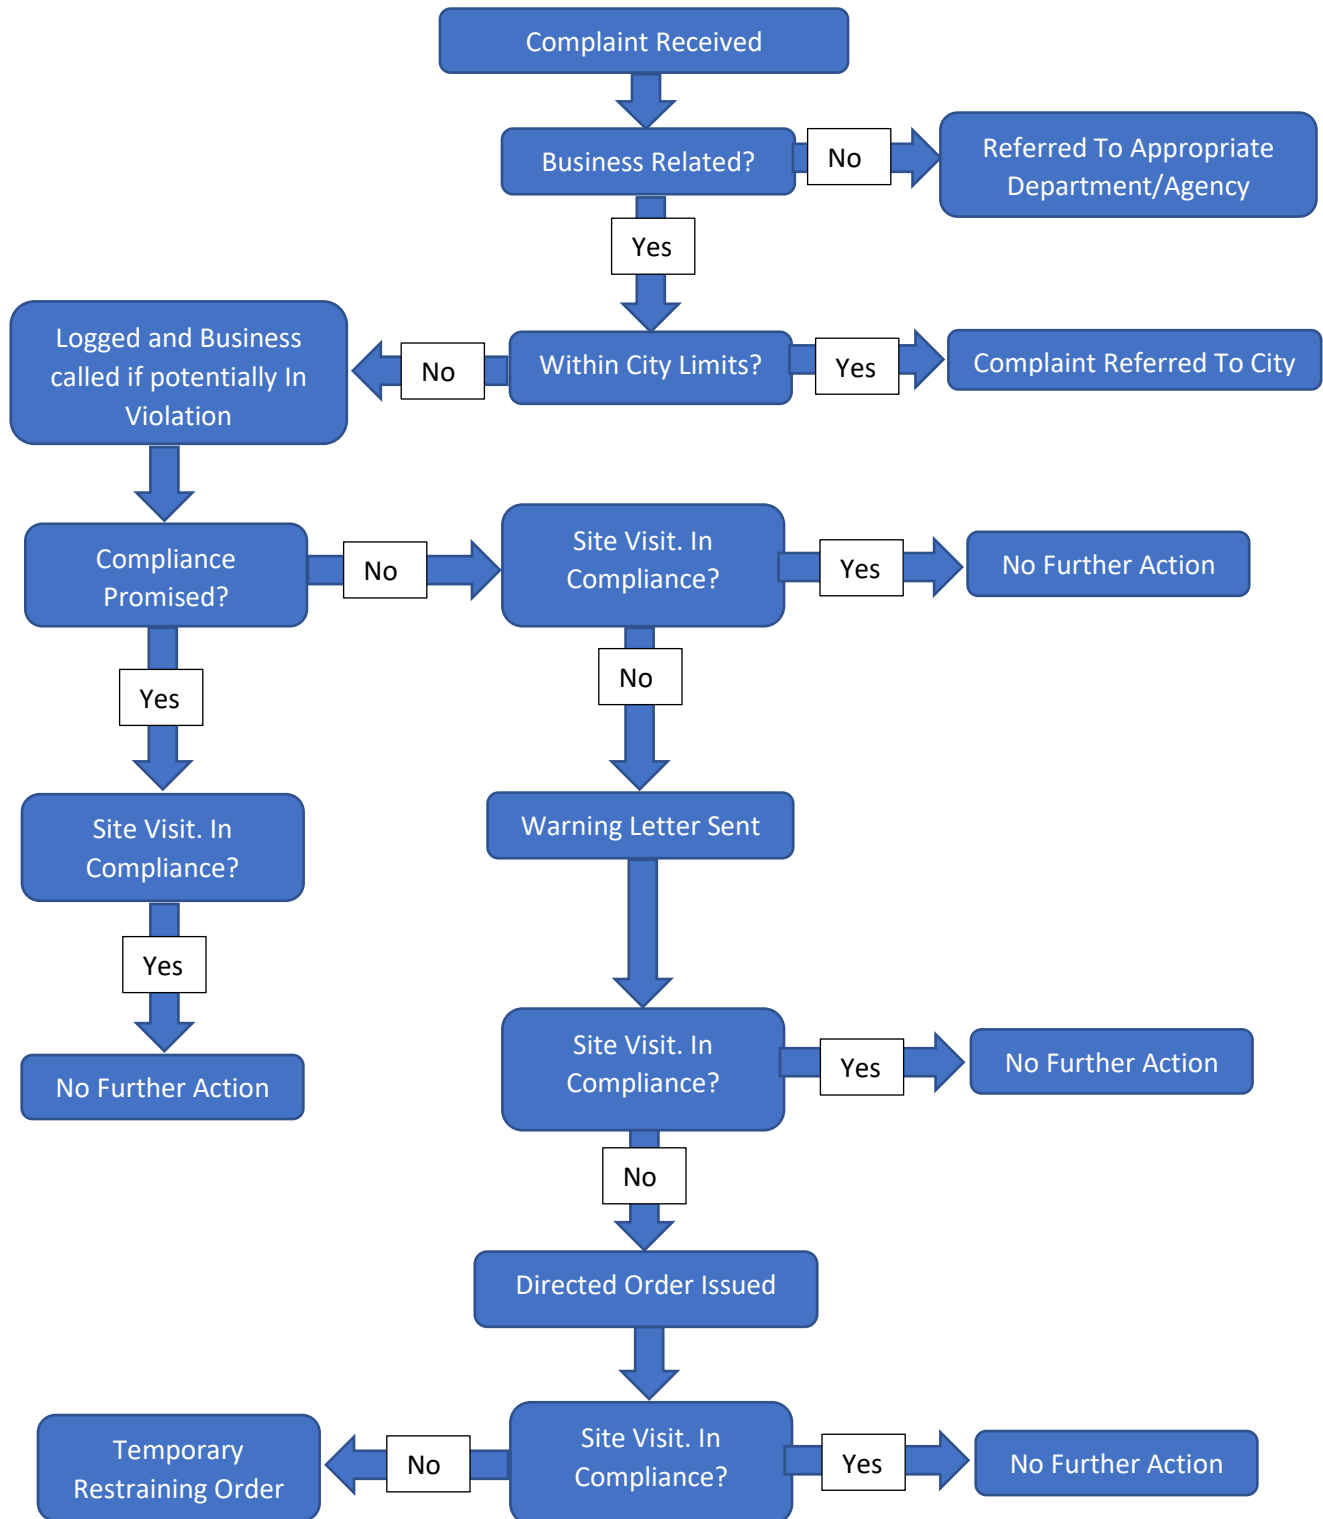 Complaint Received
Business Related?
No
Referred To Appropriate
Department/Agency
Yes
Logged and Business
called if potentially In
Violation
No
Within City Limits?
Yes
Complaint Referred To City
Compliance
Promised?
No
Site Visit. In
Compliance?
Yes
No Further Action
Yes
No
Site Visit. In
Compliance?
Warning Letter Sent
Yes
No Further Action
Site Visit. In
Compliance?
Yes
No Further Action
No
Directed Order Issued
Temporary
Restraining Order
No
Site Visit. In
Compliance?
Yes
No Further Action